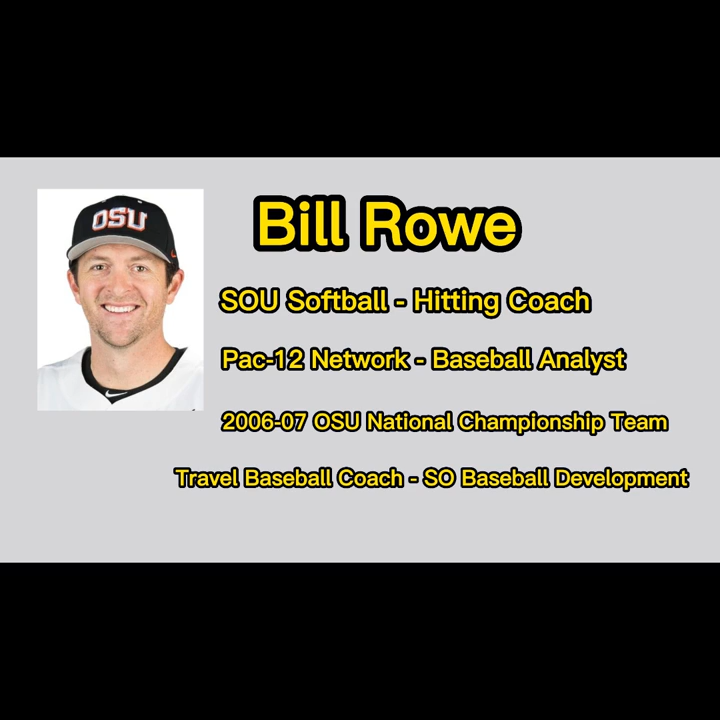 OSU
Bill Rowe
SOU Softball - Hitting Coach
Pac-12 Network - Baseball Analyst
2006-07 OSU National Championship Team
Travel Baseball Coach - SO Baseball Development